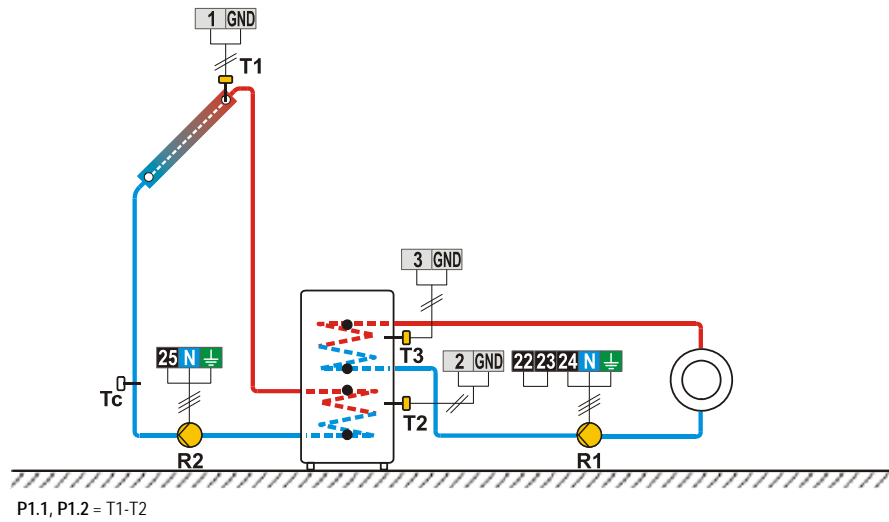 1 GND
T1
3 GND
T3
2 GND
T2
25 N
22 23 24 N
Tc
R2
R1
P1.1, P1.2 = T1-T2